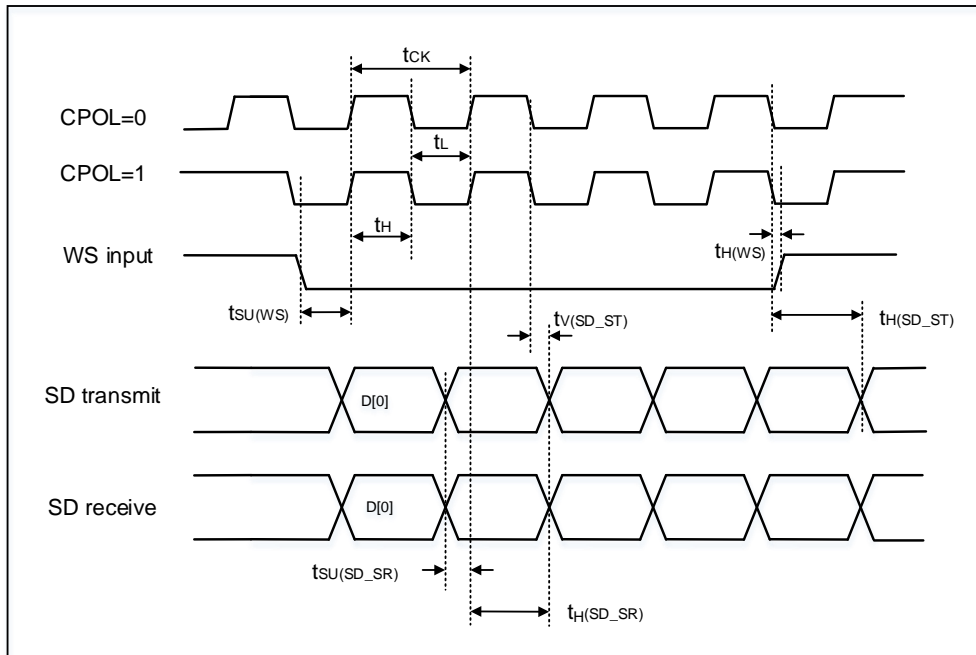 tCK
CPOL=0
tL
CPOL=1
tH
tH(WS)
WS input
tSU(WS)
tV(SD_ST)
tH(SD_ST)
SD transmit
D[0]
SD receive
D[0]
tSU(SD_SR)
tH(SD_SR)